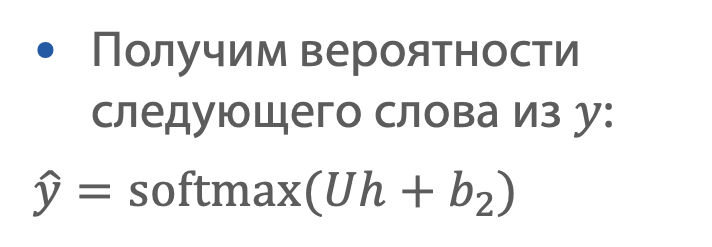 • Получим вероятности
следующего слова из y:
ŷ = softmax(Uh + b₂)